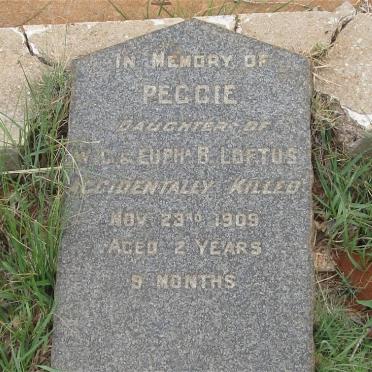 IN MEMORY OF
PEGGIE
DAUGHTER OF
W. C. & EUPH. B. LOFTUS
ACCIDENTALLY KILLED
NOV 23RD 1909
AGED 2 YEARS
9 MONTHS